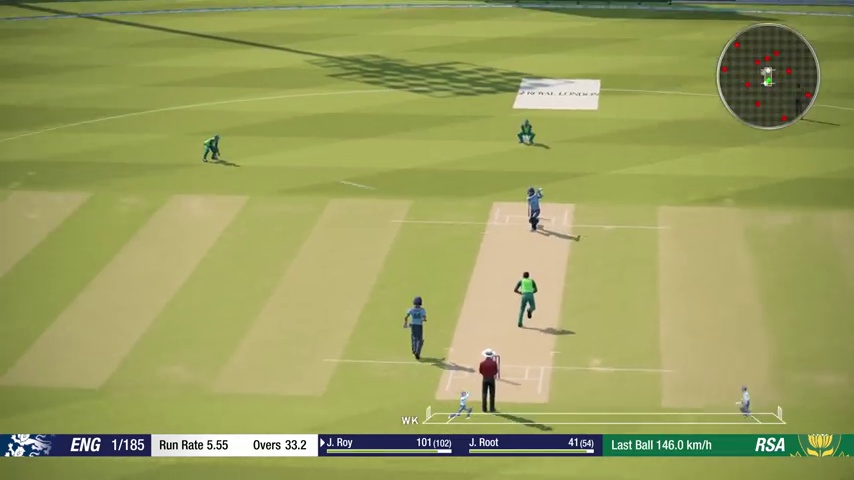 ROYAL LONDON
WK
ENG 1/185 Run Rate 5.55 Overs 33.2 J. Roy 101 (102) J. Root 41 (54) Last Ball 146.0 km/h RSA